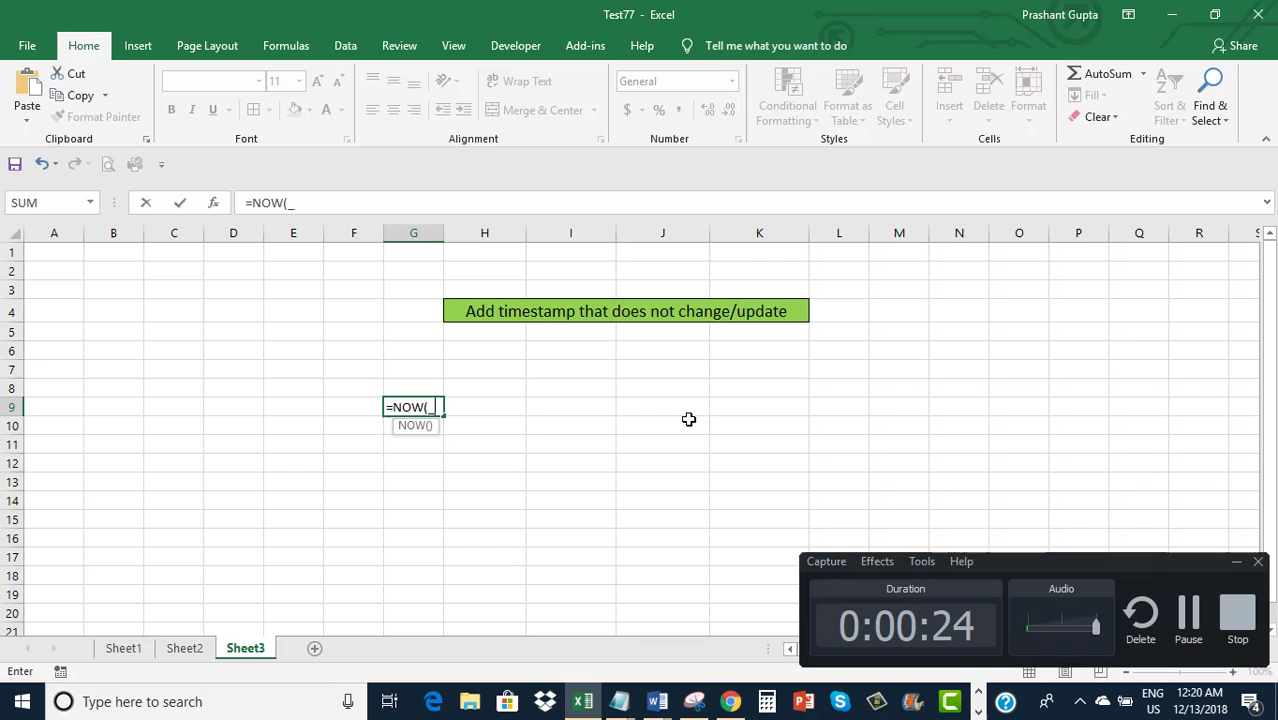 Test77 - Excel
Prashant Gupta
File Home Insert Page Layout Formulas Data Review View Developer Add-ins Help Tell me what you want to do Share
Paste
Cut
Copy
Format Painter
Clipboard
11
B I U
Font
Wrap Text
Merge & Center
Alignment
General
$ % ,
Number
Conditional Formatting
Format as Table
Cell Styles
Styles
Insert
Delete
Format
Cells
AutoSum
Fill
Clear
Sort & Filter
Find & Select
Editing
SUM
fx
=NOW(_
A B C D E F G H I J K L M N O P Q R S
1
2
3
4 Add timestamp that does not change/update
5
6
7
8
9 =NOW(_
10 NOW()
11
12
13
14
15
16
17
18
19
20
21
Capture Effects Tools Help
Duration
0:00:24
Audio
Delete
Pause
Stop
Sheet1 Sheet2 Sheet3
Enter
100%
Type here to search
ENG
US
12:20 AM
12/13/2018
4